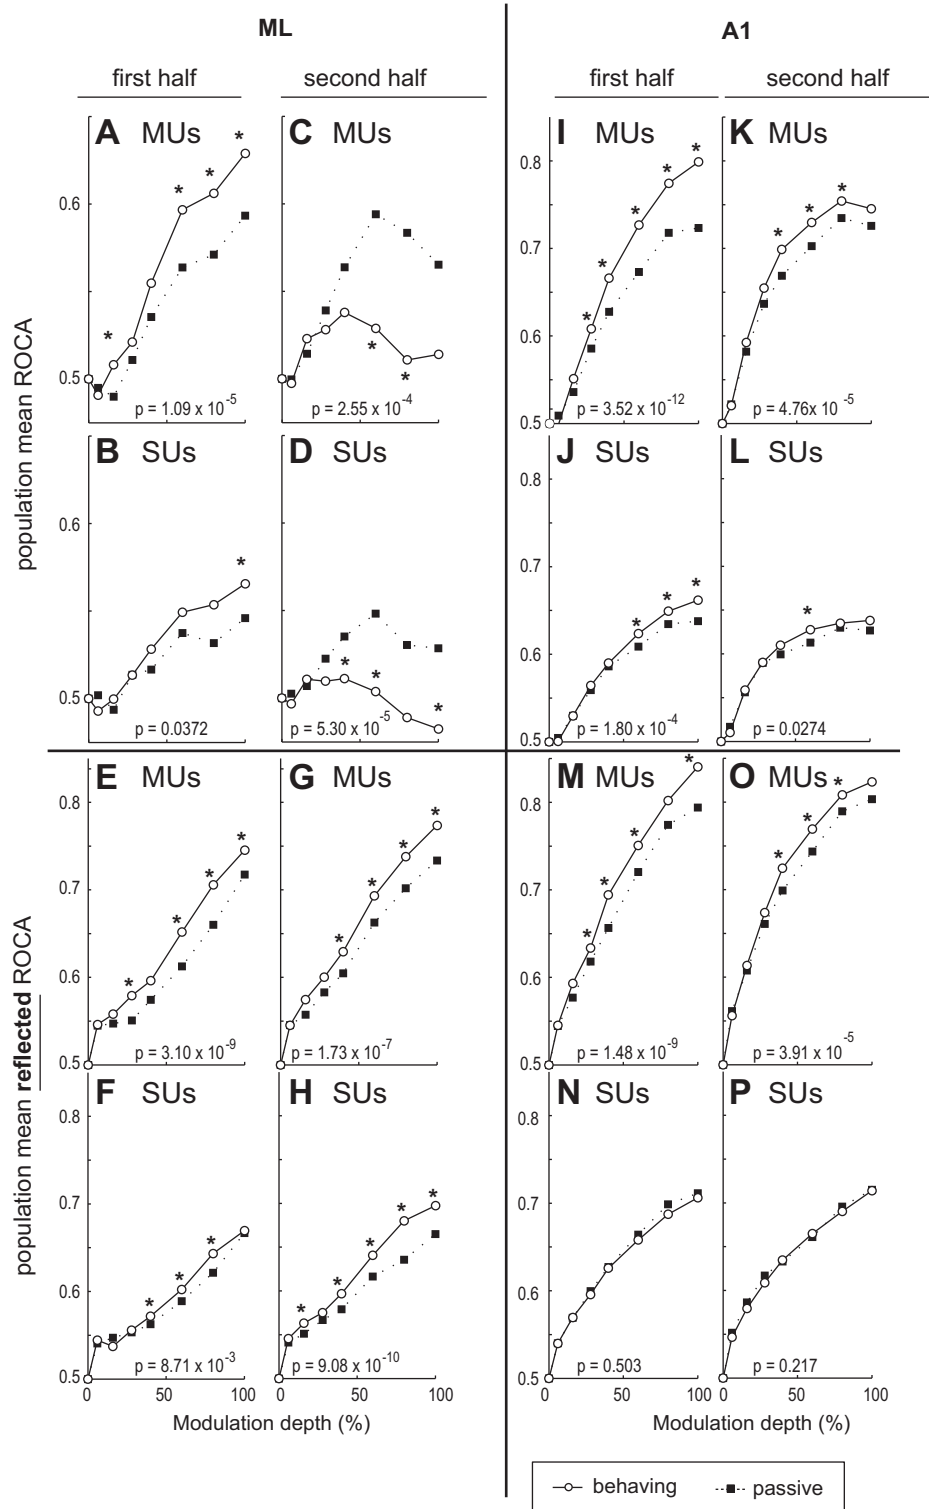 ML
A1
first half
second half
first half
second half
A MUs
C MUs
I MUs
K MUs
0.6
0.5
p = 1.09 x 10-5
p = 2.55 x 10-4
0.8
0.7
0.6
0.5
p = 3.52 x 10-12
p = 4.76x 10-5
population mean ROCA
B SUs
D SUs
J SUs
L SUs
0.6
0.5
p = 0.0372
p = 5.30 x 10-5
0.8
0.7
0.6
0.5
p = 1.80 x 10-4
p = 0.0274
E MUs
G MUs
M MUs
O MUs
0.8
0.7
0.6
0.5
p = 3.10 x 10-9
p = 1.73 x 10-7
0.8
0.7
0.6
0.5
p = 1.48 x 10-9
p = 3.91 x 10-5
population mean reflected ROCA
F SUs
H SUs
N SUs
P SUs
0.8
0.7
0.6
0.5
p = 8.71 x 10-3
p = 9.08 x 10-10
0.8
0.7
0.6
0.5
p = 0.503
p = 0.217
0 50 100
0 50 100
0 50 100
0 50 100
Modulation depth (%)
Modulation depth (%)
behaving
passive